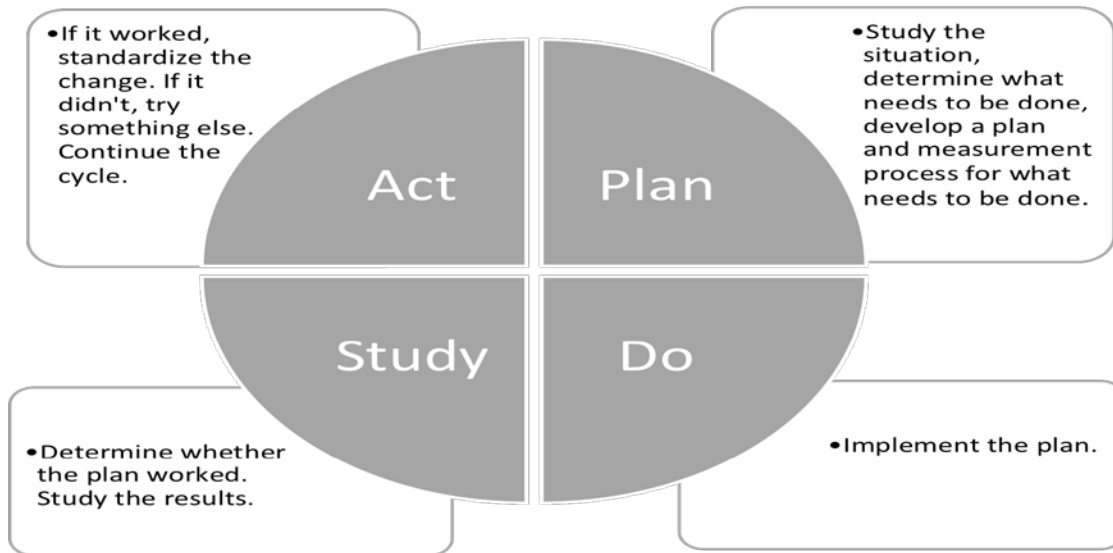 •If it worked,
standardize the
change. If it
didn't, try
something else.
Continue the
cycle.
Act
Plan
•Study the
situation,
determine what
needs to be done,
develop a plan
and measurement
process for what
needs to be done.
Study
Do
•Determine whether
the plan worked.
Study the results.
•Implement the plan.